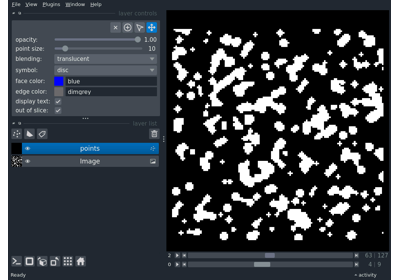 File View Plugins Window Help
layer controls
opacity: 1.00
point size: 10
blending: translucent
symbol: disc
face color: blue
edge color: dimgrey
display text:
out of slice:
layer list
points
Image
2 63 127
0 4 9
Ready
activity